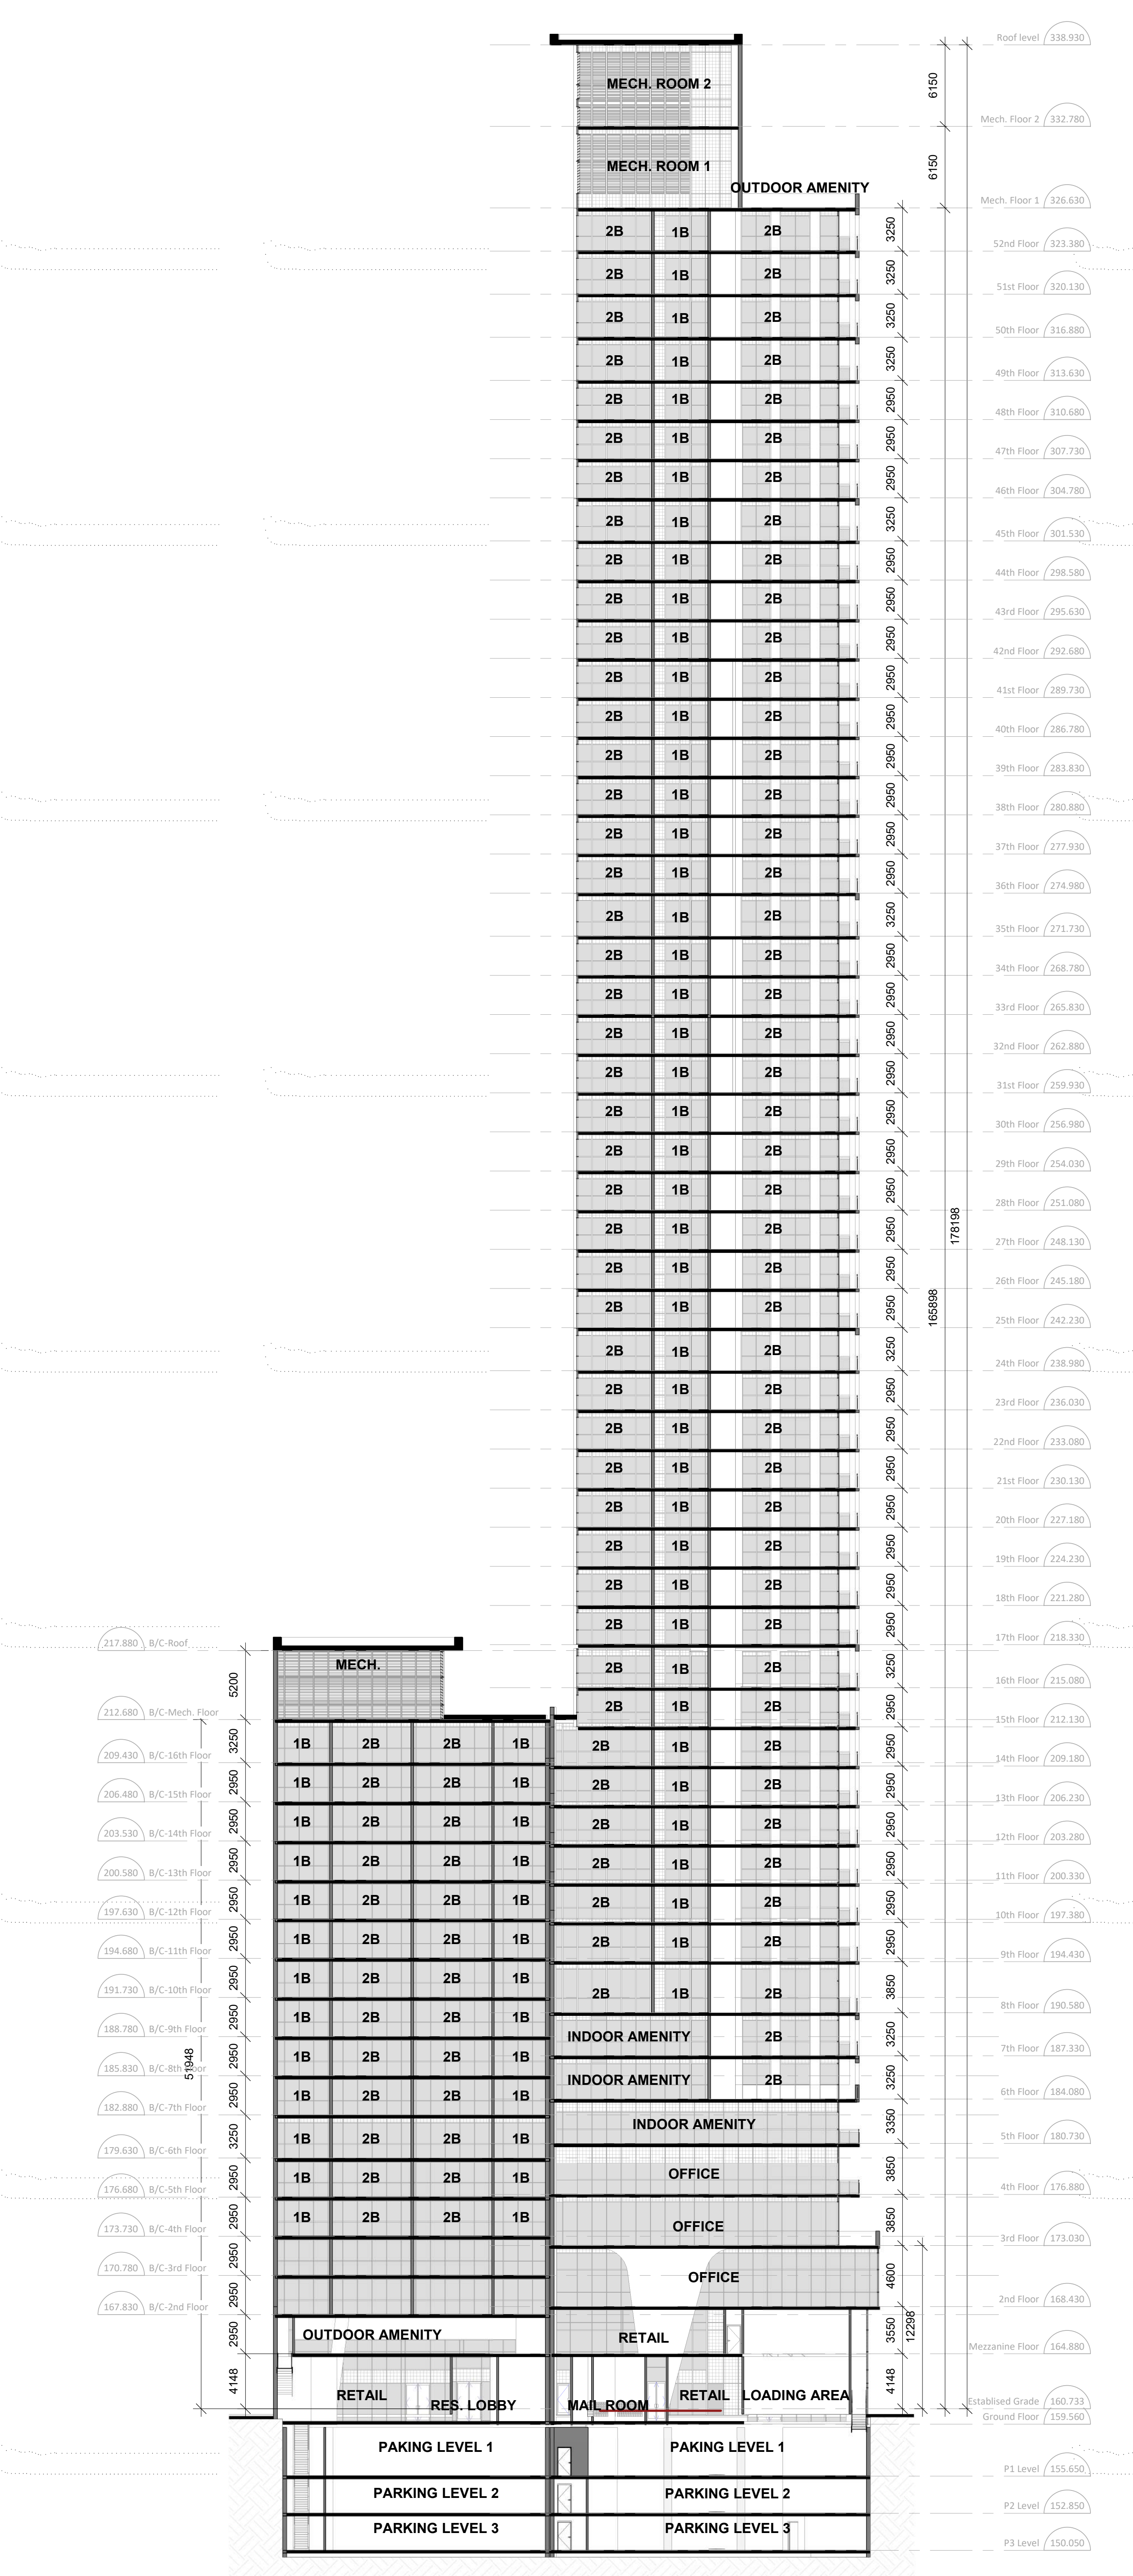 Roof level 338.930
MECH. ROOM 2 6150
Mech. Floor 2 332.780
MECH. ROOM 1 6150
OUTDOOR AMENITY
Mech. Floor 1 326.630
2B 1B 2B 3250
52nd Floor 323.380
2B 1B 2B 3250
51st Floor 320.130
2B 1B 2B 3250
50th Floor 316.880
2B 1B 2B 3250
49th Floor 313.630
2B 1B 2B 2950
48th Floor 310.680
2B 1B 2B 2950
47th Floor 307.730
2B 1B 2B 2950
46th Floor 304.780
2B 1B 2B 3250
45th Floor 301.530
2B 1B 2B 2950
44th Floor 298.580
2B 1B 2B 2950
43rd Floor 295.630
2B 1B 2B 2950
42nd Floor 292.680
2B 1B 2B 2950
41st Floor 289.730
2B 1B 2B 2950
40th Floor 286.780
2B 1B 2B 2950
39th Floor 283.830
2B 1B 2B 2950
38th Floor 280.880
2B 1B 2B 2950
37th Floor 277.930
2B 1B 2B 2950
36th Floor 274.980
2B 1B 2B 3250
35th Floor 271.730
2B 1B 2B 2950
34th Floor 268.780
2B 1B 2B 2950
33rd Floor 265.830
2B 1B 2B 2950
32nd Floor 262.880
2B 1B 2B 2950
31st Floor 259.930
2B 1B 2B 2950
30th Floor 256.980
2B 1B 2B 2950
29th Floor 254.030
2B 1B 2B 2950
28th Floor 251.080
178198
2B 1B 2B 2950
27th Floor 248.130
2B 1B 2B 2950
26th Floor 245.180
165898
2B 1B 2B 2950
25th Floor 242.230
2B 1B 2B 3250
24th Floor 238.980
2B 1B 2B 2950
23rd Floor 236.030
2B 1B 2B 2950
22nd Floor 233.080
2B 1B 2B 2950
21st Floor 230.130
2B 1B 2B 2950
20th Floor 227.180
2B 1B 2B 2950
19th Floor 224.230
2B 1B 2B 2950
18th Floor 221.280
2B 1B 2B 2950
217.880 B/C-Roof
17th Floor 218.330
5200 MECH. 2B 1B 2B 3250
16th Floor 215.080
212.680 B/C-Mech. Floor
2B 1B 2B 2950
15th Floor 212.130
3250 1B 2B 2B 1B 2B 1B 2B 2950
209.430 B/C-16th Floor
14th Floor 209.180
2950 1B 2B 2B 1B 2B 1B 2B 2950
206.480 B/C-15th Floor
13th Floor 206.230
2950 1B 2B 2B 1B 2B 1B 2B 2950
203.530 B/C-14th Floor
12th Floor 203.280
2950 1B 2B 2B 1B 2B 1B 2B 2950
200.580 B/C-13th Floor
11th Floor 200.330
2950 1B 2B 2B 1B 2B 1B 2B 2950
197.630 B/C-12th Floor
10th Floor 197.380
2950 1B 2B 2B 1B 2B 1B 2B 2950
194.680 B/C-11th Floor
9th Floor 194.430
2950 1B 2B 2B 1B 2B 1B 2B 3850
191.730 B/C-10th Floor
8th Floor 190.580
2950 1B 2B 2B 1B INDOOR AMENITY 2B 3250
188.780 B/C-9th Floor
7th Floor 187.330
51948
2950 1B 2B 2B 1B INDOOR AMENITY 2B 3250
185.830 B/C-8th Floor
6th Floor 184.080
2950 1B 2B 2B 1B INDOOR AMENITY 3350
182.880 B/C-7th Floor
5th Floor 180.730
3250 1B 2B 2B 1B
179.630 B/C-6th Floor
OFFICE 3850
2950 1B 2B 2B 1B
176.680 B/C-5th Floor
4th Floor 176.880
2950 1B 2B 2B 1B OFFICE 3850
173.730 B/C-4th Floor
3rd Floor 173.030
2950
170.780 B/C-3rd Floor
OFFICE 4600
2950
167.830 B/C-2nd Floor
2nd Floor 168.430
2950 OUTDOOR AMENITY RETAIL 3550 12298
Mezzanine Floor 164.880
4148 RETAIL RES. LOBBY MAIL ROOM RETAIL LOADING AREA 4148
Establised Grade 160.733
Ground Floor 159.560
PAKING LEVEL 1 PAKING LEVEL 1
P1 Level 155.650
PARKING LEVEL 2 PARKING LEVEL 2
P2 Level 152.850
PARKING LEVEL 3 PARKING LEVEL 3
P3 Level 150.050